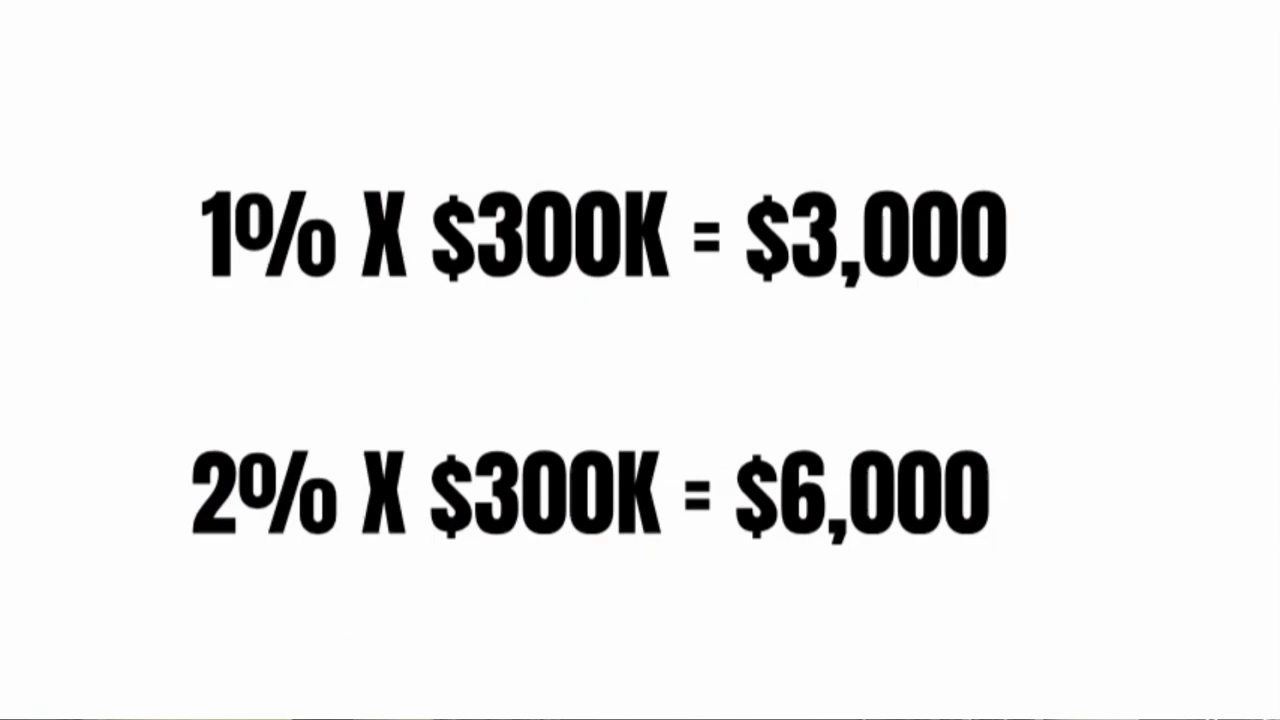 1% X $300K = $3,000
2% X $300K = $6,000